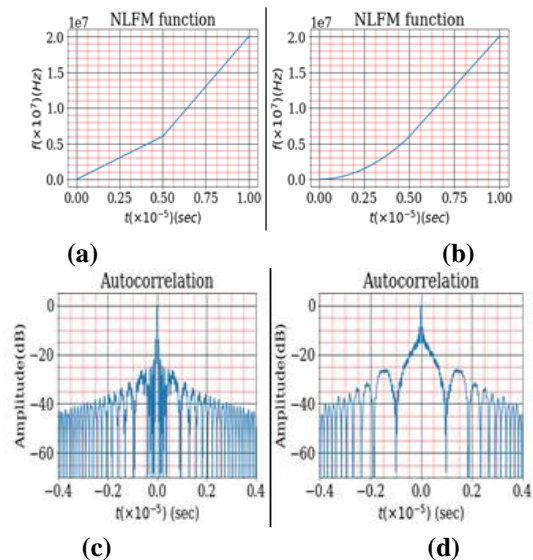 NLFM function
1e7
2.0
1.5
1.0
0.5
0.0
f(×10⁷)(Hz)
0.00 0.25 0.50 0.75 1.00
t(×10⁻⁵)(sec)
(a)
NLFM function
1e7
2.0
1.5
1.0
0.5
0.0
f(×10⁷)(Hz)
0.00 0.25 0.50 0.75 1.00
t(×10⁻⁵)(sec)
(b)
Autocorrelation
0
−20
−40
−60
Amplitude(dB)
−0.4 −0.2 0.0 0.2 0.4
t(×10⁻⁵) (sec)
(c)
Autocorrelation
0
−20
−40
−60
Amplitude(dB)
−0.4 −0.2 0.0 0.2 0.4
t(×10⁻⁵) (sec)
(d)